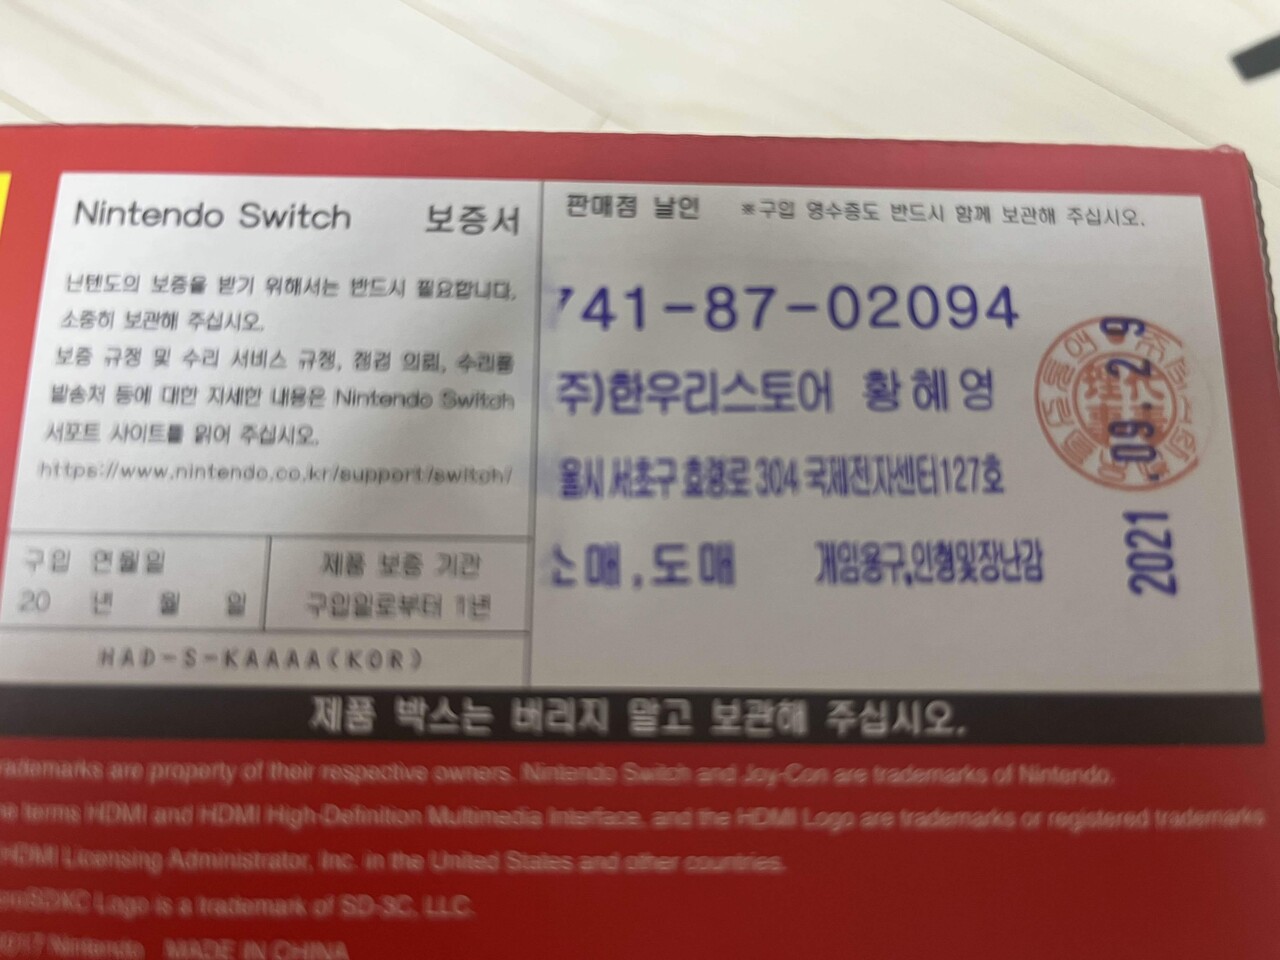 Nintendo Switch 보증서
닌텐도의 보증을 받기 위해서는 반드시 필요합니다.
소중히 보관해 주십시오.
보증 규정 및 수리 서비스 규정, 점검 의뢰, 수리품
발송처 등에 대한 자세한 내용은 Nintendo Switch
서포트 사이트를 읽어 주십시오.
https://www.nintendo.co.kr/support/switch/
구입 연월일
20 년 월 일
제품 보증 기간
구입일로부터 1년
HAD-S-KAAAA(KOR)
판매점 날인 ※구입 영수증도 반드시 함께 보관해 주십시오.
741-87-02094
주)한우리스토어 황혜영
울시 서초구 효령로 304 국제전자센터127호
소매,도매 게임용구,인형및장난감
2021.09.29
제품 박스는 버리지 말고 보관해 주십시오.
rademarks are property of their respective owners. Nintendo Switch and Joy-Con are trademarks of Nintendo.
he terms HDMI and HDMI High-Definition Multimedia Interface, and the HDMI Logo are trademarks or registered trademarks
HDMI Licensing Administrator, Inc. in the United States and other countries.
croSDXC Logo is a trademark of SD-3C, LLC.
2017 Nintendo MADE IN CHINA